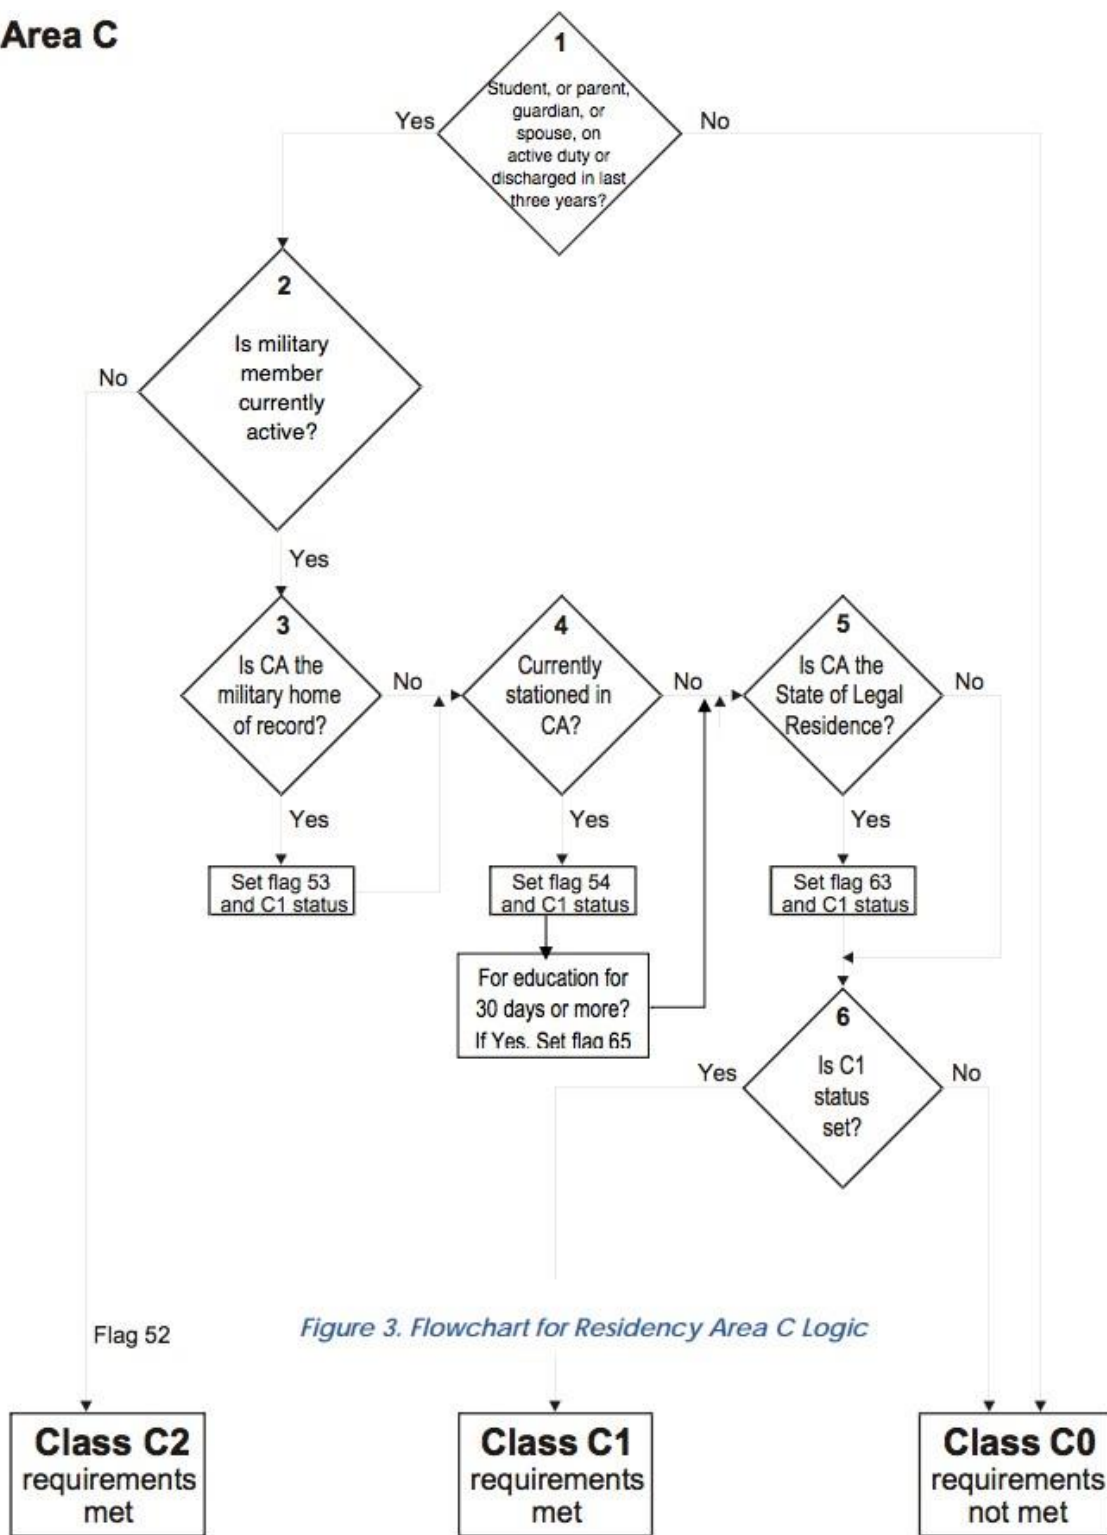 Area C
1
Student, or parent,
guardian, or
spouse, on
active duty or
discharged in last
three years?
Yes
No
2
Is military
member
currently
active?
No
Yes
3
Is CA the
military home
of record?
No
Yes
Set flag 53
and C1 status
4
Currently
stationed in
CA?
No
Yes
Set flag 54
and C1 status
For education for
30 days or more?
If Yes. Set flag 65
5
Is CA the
State of Legal
Residence?
No
Yes
Set flag 63
and C1 status
6
Is C1
status
set?
Yes
No
Flag 52
Figure 3. Flowchart for Residency Area C Logic
Class C2
requirements
met
Class C1
requirements
met
Class C0
requirements
not met